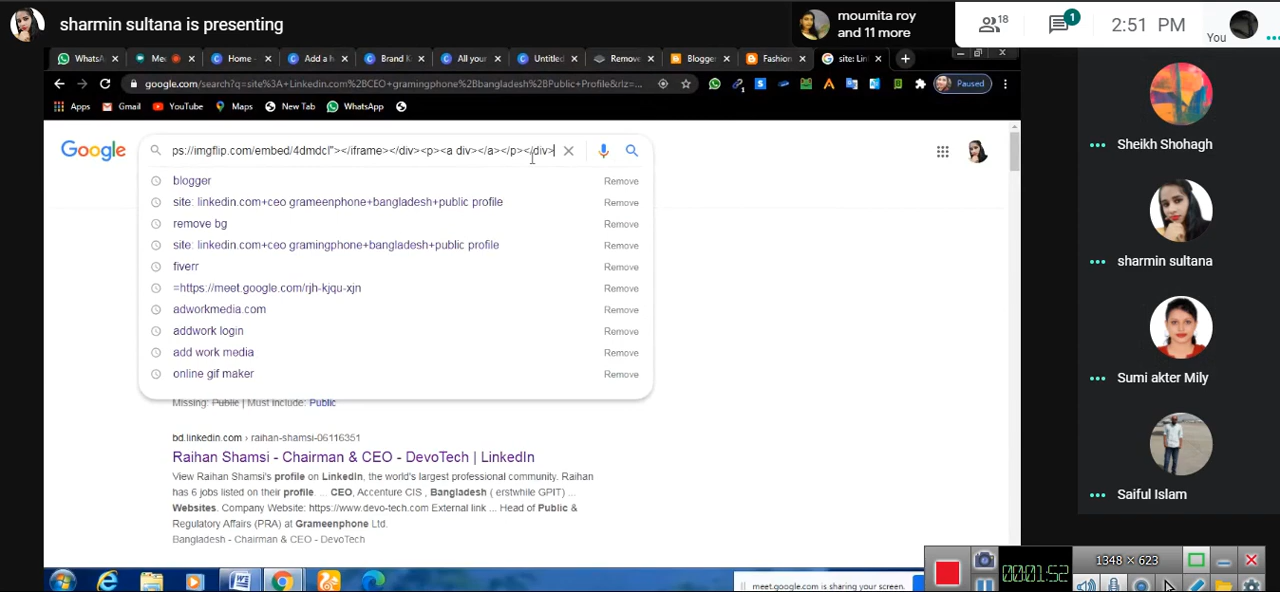 sharmin sultana is presenting
moumita roy
and 11 more
18
1
2:51 PM
You
WhatsA
Me
Home
Add a h
Brand K
All your
Untitled
Remove
Blogger
Fashion
site: Lin
google.com/search?q=site%3A+Linkedin.com%2BCEO+gramingphone%2Bbangladesh%2BPublic+Profile&rlz=...
Paused
Apps
Gmail
YouTube
Maps
New Tab
WhatsApp
Google
ps://imgflip.com/embed/4dmdcl"></iframe></div><p><a div></a></p></div>
blogger Remove
site: linkedin.com+ceo grameenphone+bangladesh+public profile Remove
remove bg Remove
site: linkedin.com+ceo gramingphone+bangladesh+public profile Remove
fiverr Remove
=https://meet.google.com/rjh-kjqu-xjn Remove
adworkmedia.com Remove
addwork login Remove
add work media Remove
online gif maker Remove
Missing: Public | Must include: Public
bd.linkedin.com › raihan-shamsi-06116351
Raihan Shamsi - Chairman & CEO - DevoTech | LinkedIn
View Raihan Shamsi's profile on LinkedIn, the world's largest professional community. Raihan
has 6 jobs listed on their profile. ... CEO, Accenture CIS , Bangladesh ( erstwhile GPIT) ...
Websites. Company Website: https://www.devo-tech.com External link ... Head of Public &
Regulatory Affairs (PRA) at Grameenphone Ltd.
Bangladesh - Chairman & CEO - DevoTech
Sheikh Shohagh
sharmin sultana
Sumi akter Mily
Saiful Islam
meet.google.com is sharing your screen.
1348 × 623
0001:52